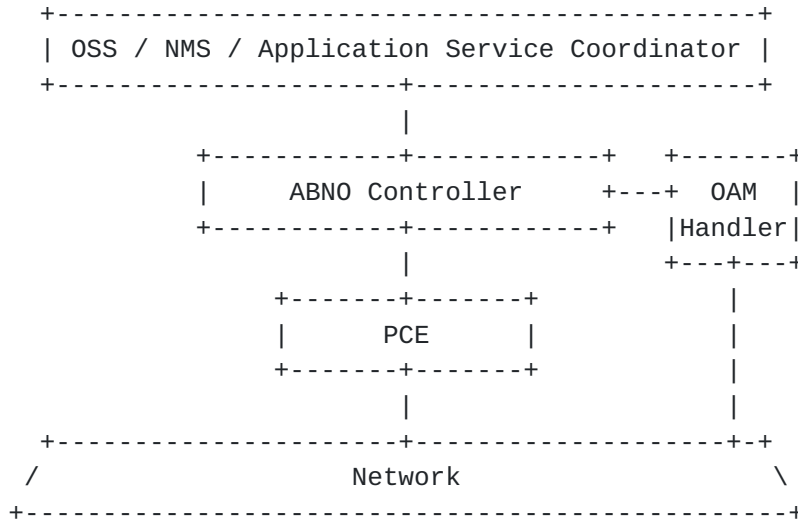 OSS / NMS / Application Service Coordinator
ABNO Controller OAM
Handler
PCE
Network